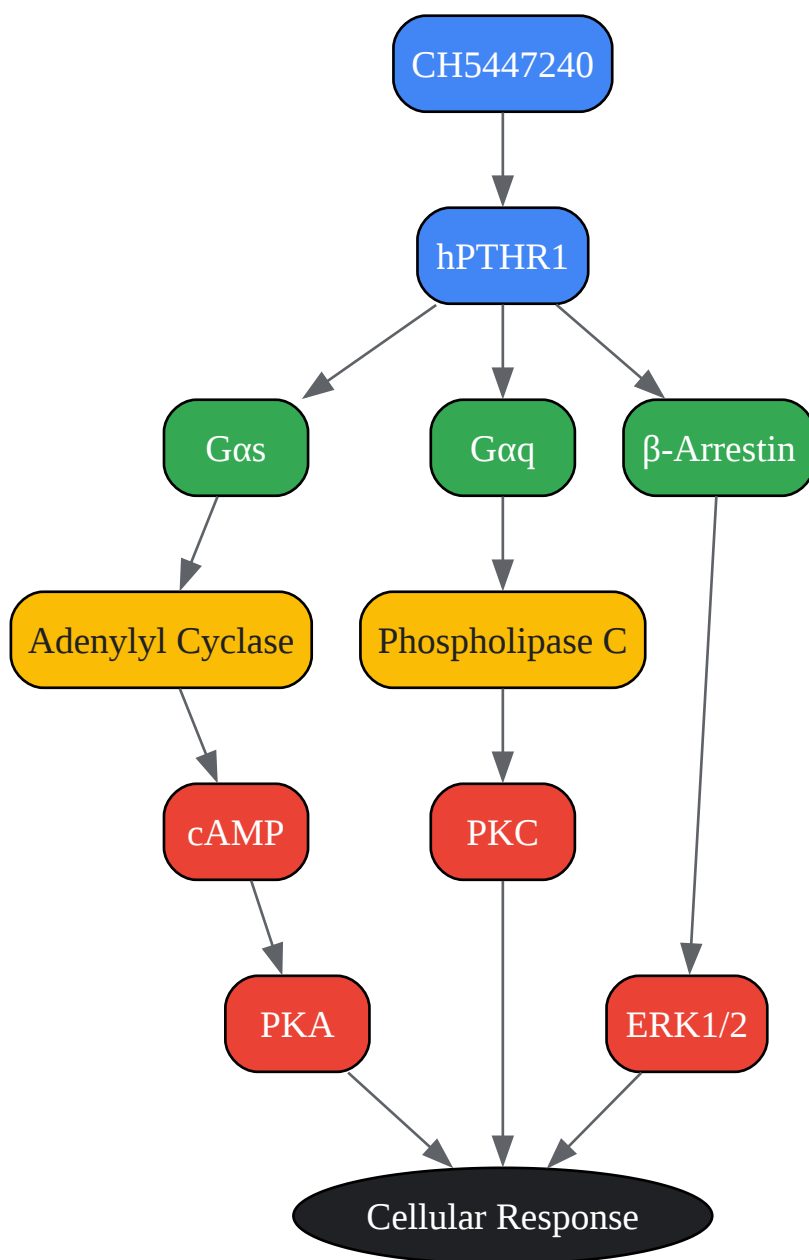 CH5447240
hPTHR1
Gαs
Gαq
β-Arrestin
Adenylyl Cyclase
Phospholipase C
cAMP
PKC
PKA
ERK1/2
Cellular Response